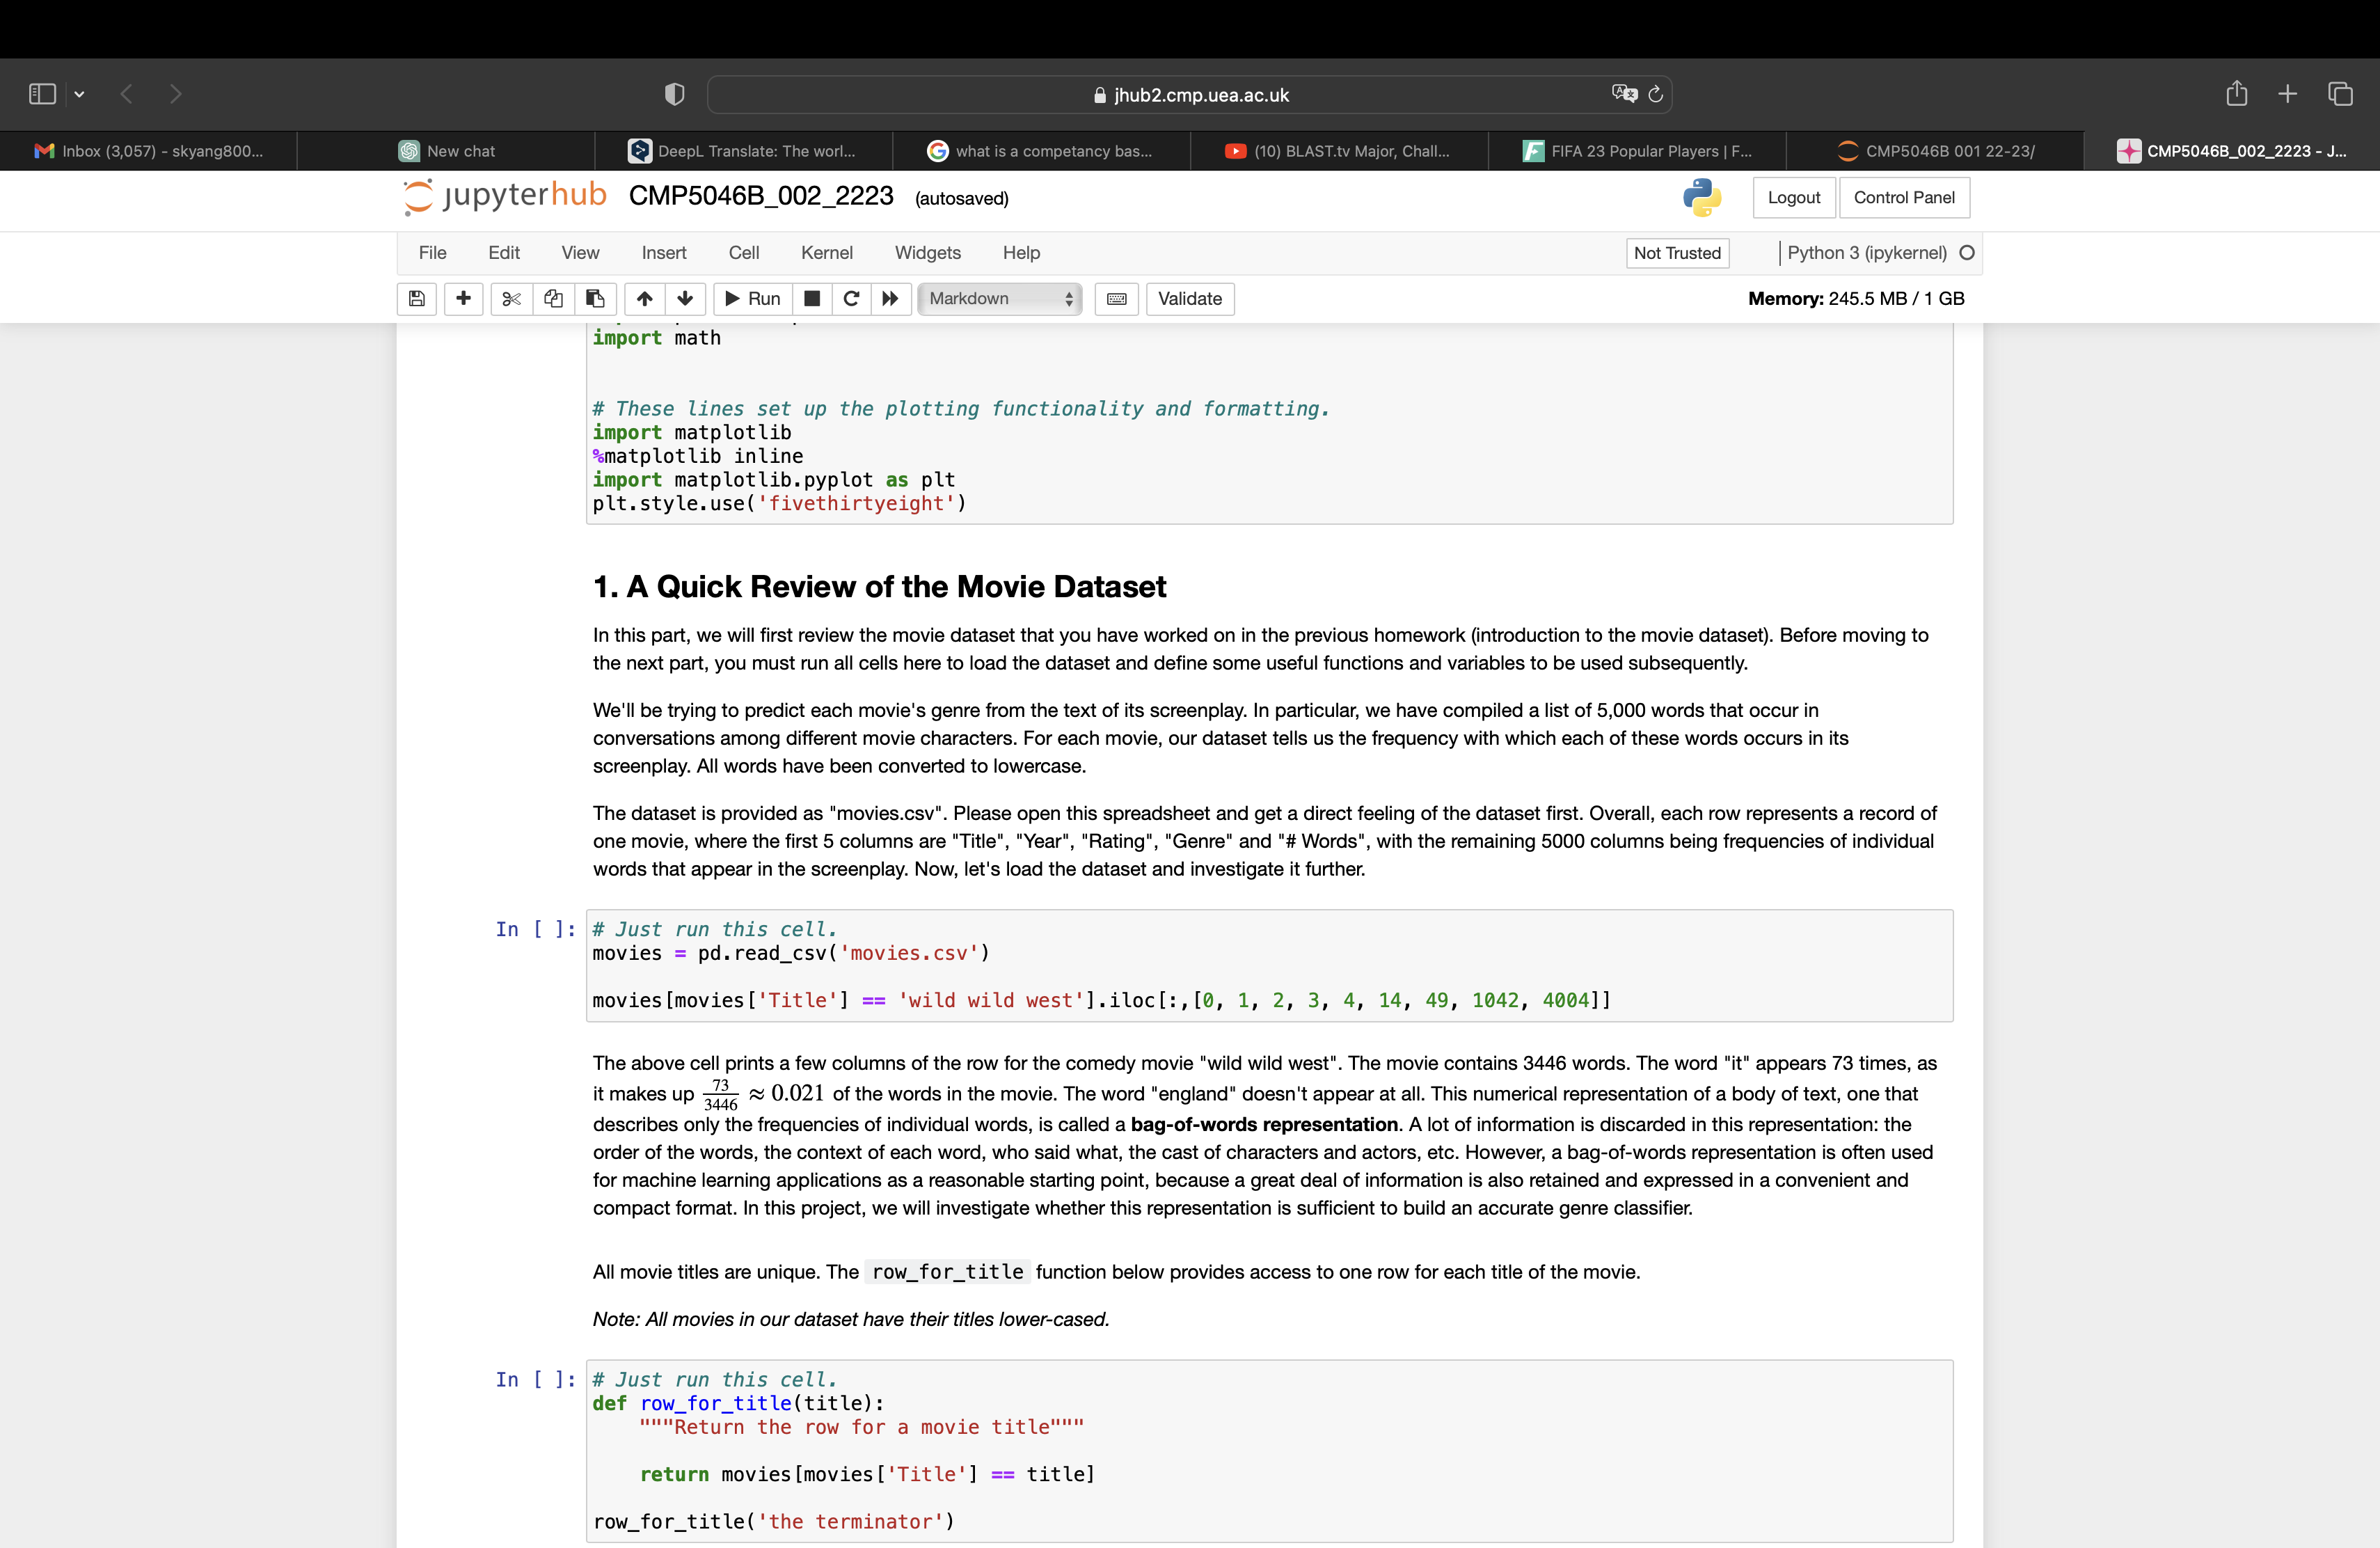 jhub2.cmp.uea.ac.uk
Inbox (3,057) - skyang800...
New chat
DeepL Translate: The worl...
what is a competancy bas...
(10) BLAST.tv Major, Chall...
FIFA 23 Popular Players | F...
CMP5046B 001 22-23/
CMP5046B_002_2223 - J...
jupyterhub CMP5046B_002_2223 (autosaved)
Logout
Control Panel
File Edit View Insert Cell Kernel Widgets Help
Not Trusted
Python 3 (ipykernel)
Run
Markdown
Validate
Memory: 245.5 MB / 1 GB
import math
# These lines set up the plotting functionality and formatting.
import matplotlib
%matplotlib inline
import matplotlib.pyplot as plt
plt.style.use('fivethirtyeight')
1. A Quick Review of the Movie Dataset
In this part, we will first review the movie dataset that you have worked on in the previous homework (introduction to the movie dataset). Before moving to
the next part, you must run all cells here to load the dataset and define some useful functions and variables to be used subsequently.
We'll be trying to predict each movie's genre from the text of its screenplay. In particular, we have compiled a list of 5,000 words that occur in
conversations among different movie characters. For each movie, our dataset tells us the frequency with which each of these words occurs in its
screenplay. All words have been converted to lowercase.
The dataset is provided as "movies.csv". Please open this spreadsheet and get a direct feeling of the dataset first. Overall, each row represents a record of
one movie, where the first 5 columns are "Title", "Year", "Rating", "Genre" and "# Words", with the remaining 5000 columns being frequencies of individual
words that appear in the screenplay. Now, let's load the dataset and investigate it further.
In [ ]: # Just run this cell.
movies = pd.read_csv('movies.csv')
movies[movies['Title'] == 'wild wild west'].iloc[:,[0, 1, 2, 3, 4, 14, 49, 1042, 4004]]
The above cell prints a few columns of the row for the comedy movie "wild wild west". The movie contains 3446 words. The word "it" appears 73 times, as
it makes up 73/3446 ≈ 0.021 of the words in the movie. The word "england" doesn't appear at all. This numerical representation of a body of text, one that
describes only the frequencies of individual words, is called a bag-of-words representation. A lot of information is discarded in this representation: the
order of the words, the context of each word, who said what, the cast of characters and actors, etc. However, a bag-of-words representation is often used
for machine learning applications as a reasonable starting point, because a great deal of information is also retained and expressed in a convenient and
compact format. In this project, we will investigate whether this representation is sufficient to build an accurate genre classifier.
All movie titles are unique. The row_for_title function below provides access to one row for each title of the movie.
Note: All movies in our dataset have their titles lower-cased.
In [ ]: # Just run this cell.
def row_for_title(title):
"""Return the row for a movie title"""
return movies[movies['Title'] == title]
row_for_title('the terminator')